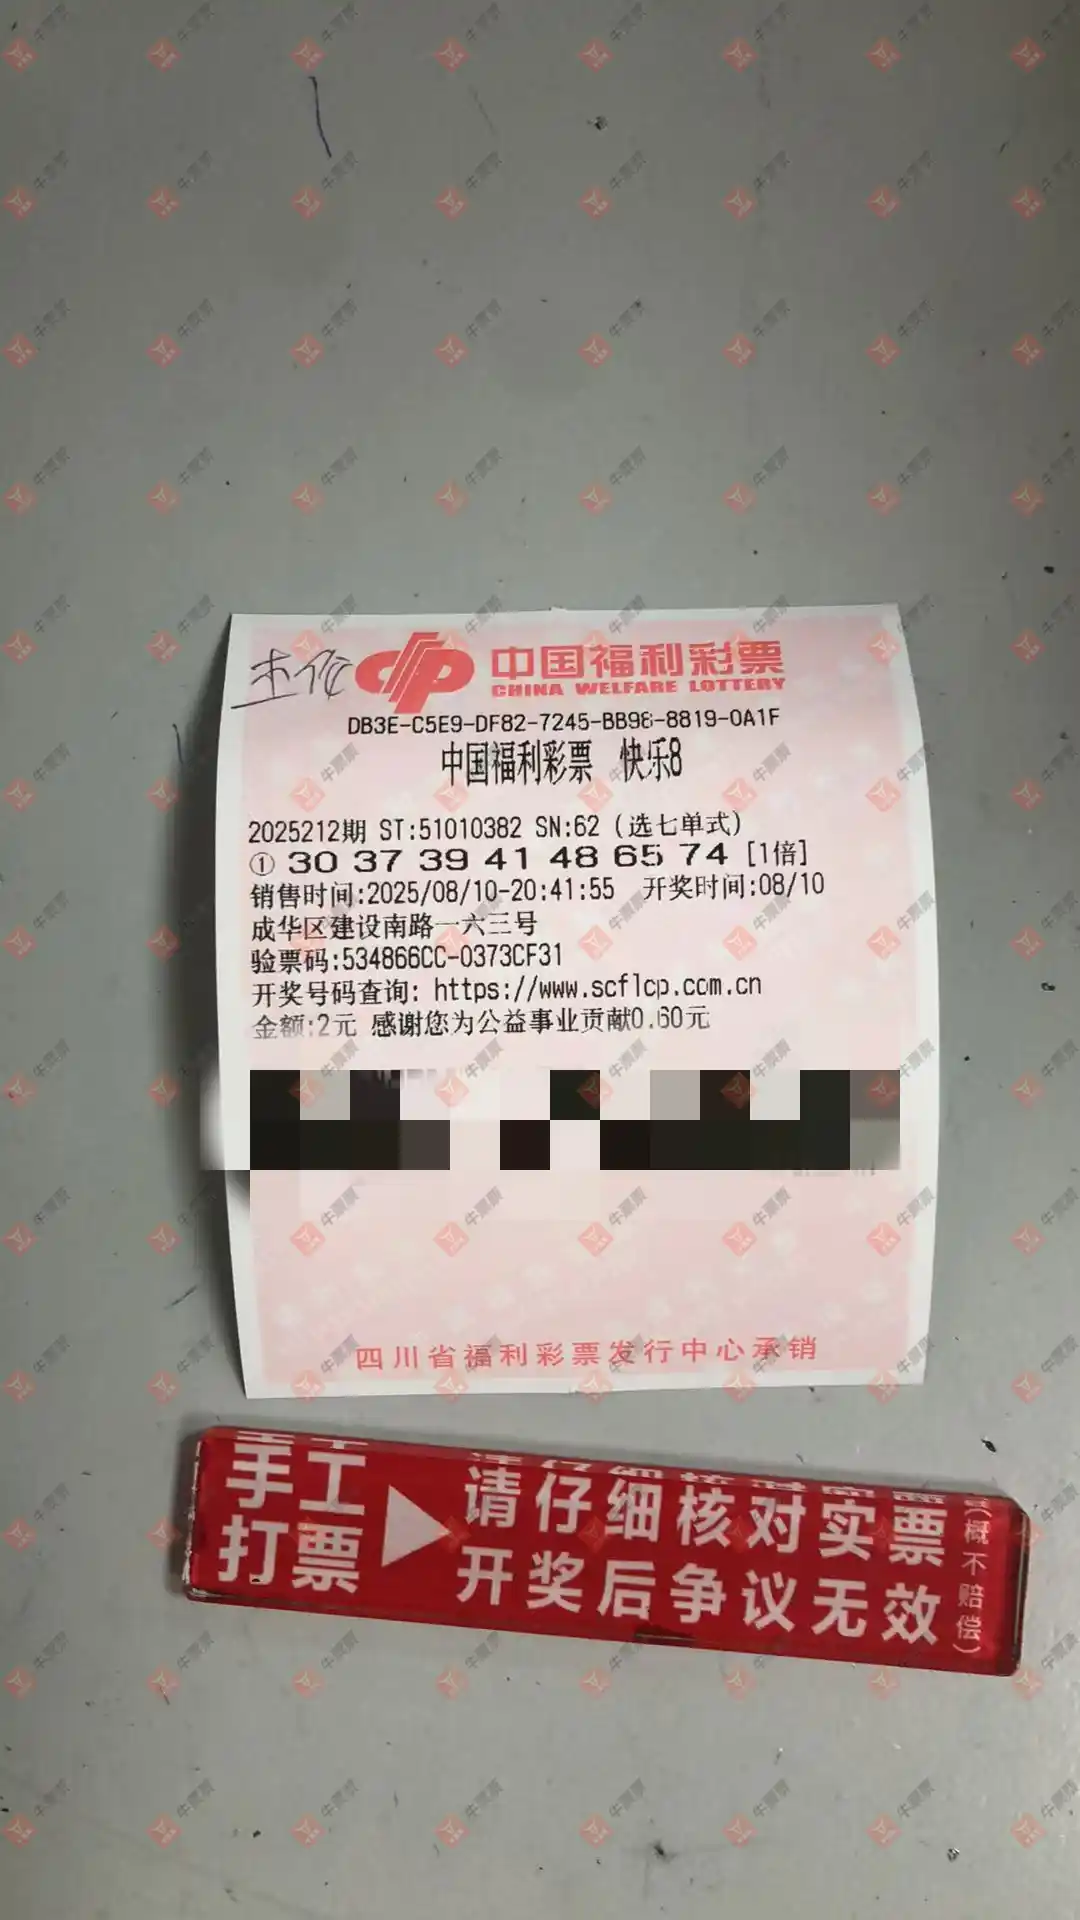 中国福利彩票
CHINA WELFARE LOTTERY
DB3E-C5E9-DF82-7245-BB98-8819-0A1F
中国福利彩票 快乐8
2025212期 ST:51010382 SN:62 (选七单式)
① 30 37 39 41 48 65 74 [1倍]
销售时间:2025/08/10-20:41:55 开奖时间:08/10
成华区建设南路一六三号
验票码:534866CC-0373CF31
开奖号码查询: https://www.scflcp.com.cn
金额:2元 感谢您为公益事业贡献0.60元
四川省福利彩票发行中心承销
手工打票
请仔细核对实票
开奖后争议无效
(概不赔偿)
牛票票